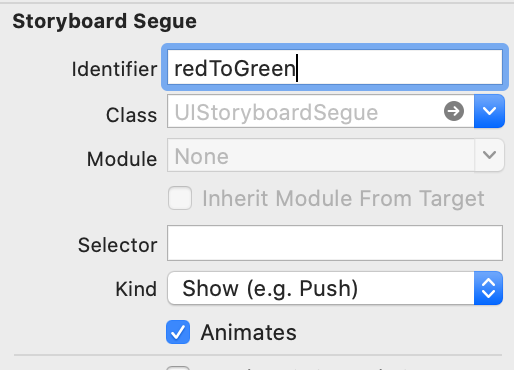 Storyboard Segue
Identifier redToGreen
Class UIStoryboardSegue
Module None
Inherit Module From Target
Selector
Kind Show (e.g. Push)
Animates